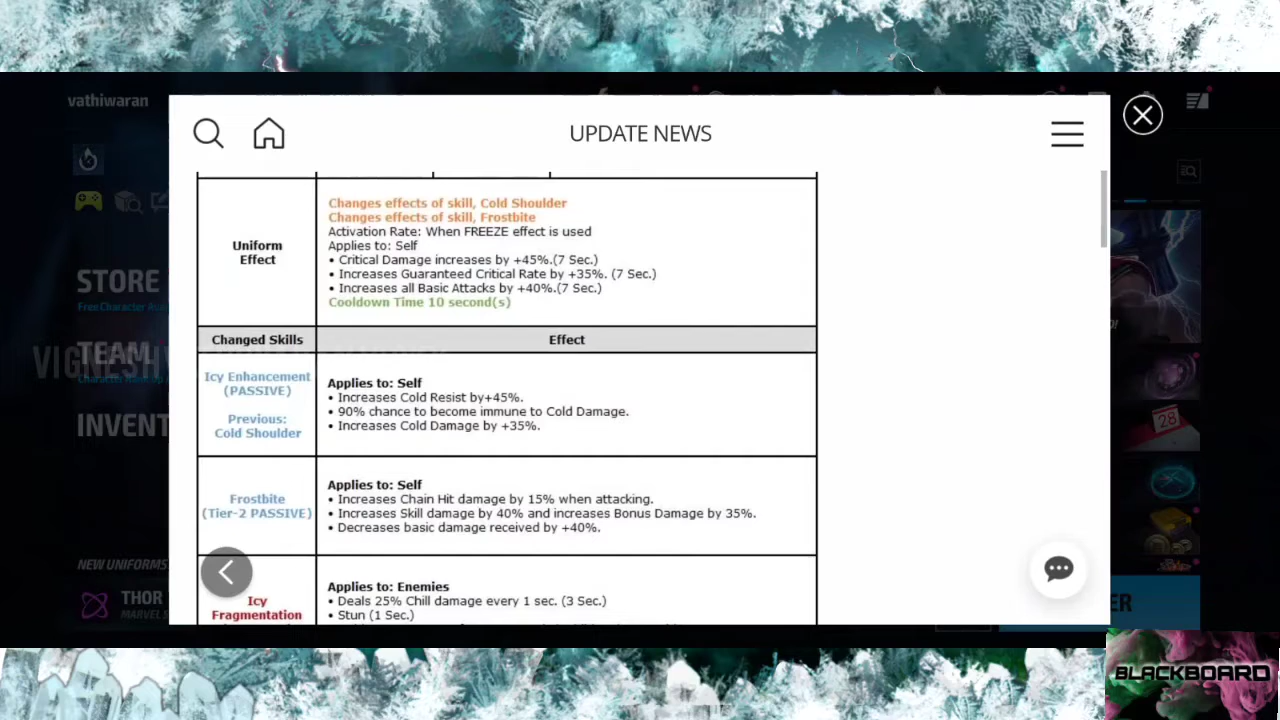 vathiwaran
UPDATE NEWS
Uniform
Effect
Changes effects of skill, Cold Shoulder
Changes effects of skill, Frostbite
Activation Rate: When FREEZE effect is used
Applies to: Self
• Critical Damage increases by +45%.(7 Sec.)
• Increases Guaranteed Critical Rate by +35%. (7 Sec.)
• Increases all Basic Attacks by +40%.(7 Sec.)
Cooldown Time 10 second(s)
Changed Skills
Effect
Icy Enhancement
(PASSIVE)
Previous:
Cold Shoulder
Applies to: Self
• Increases Cold Resist by+45%.
• 90% chance to become immune to Cold Damage.
• Increases Cold Damage by +35%.
Frostbite
(Tier-2 PASSIVE)
Applies to: Self
• Increases Chain Hit damage by 15% when attacking.
• Increases Skill damage by 40% and increases Bonus Damage by 35%.
• Decreases basic damage received by +40%.
Icy
Fragmentation
Applies to: Enemies
• Deals 25% Chill damage every 1 sec. (3 Sec.)
• Stun (1 Sec.)
STORE
TEAM
INVENT
NEW UNIFORMS
THOR
28
ER
BLACKBOARD